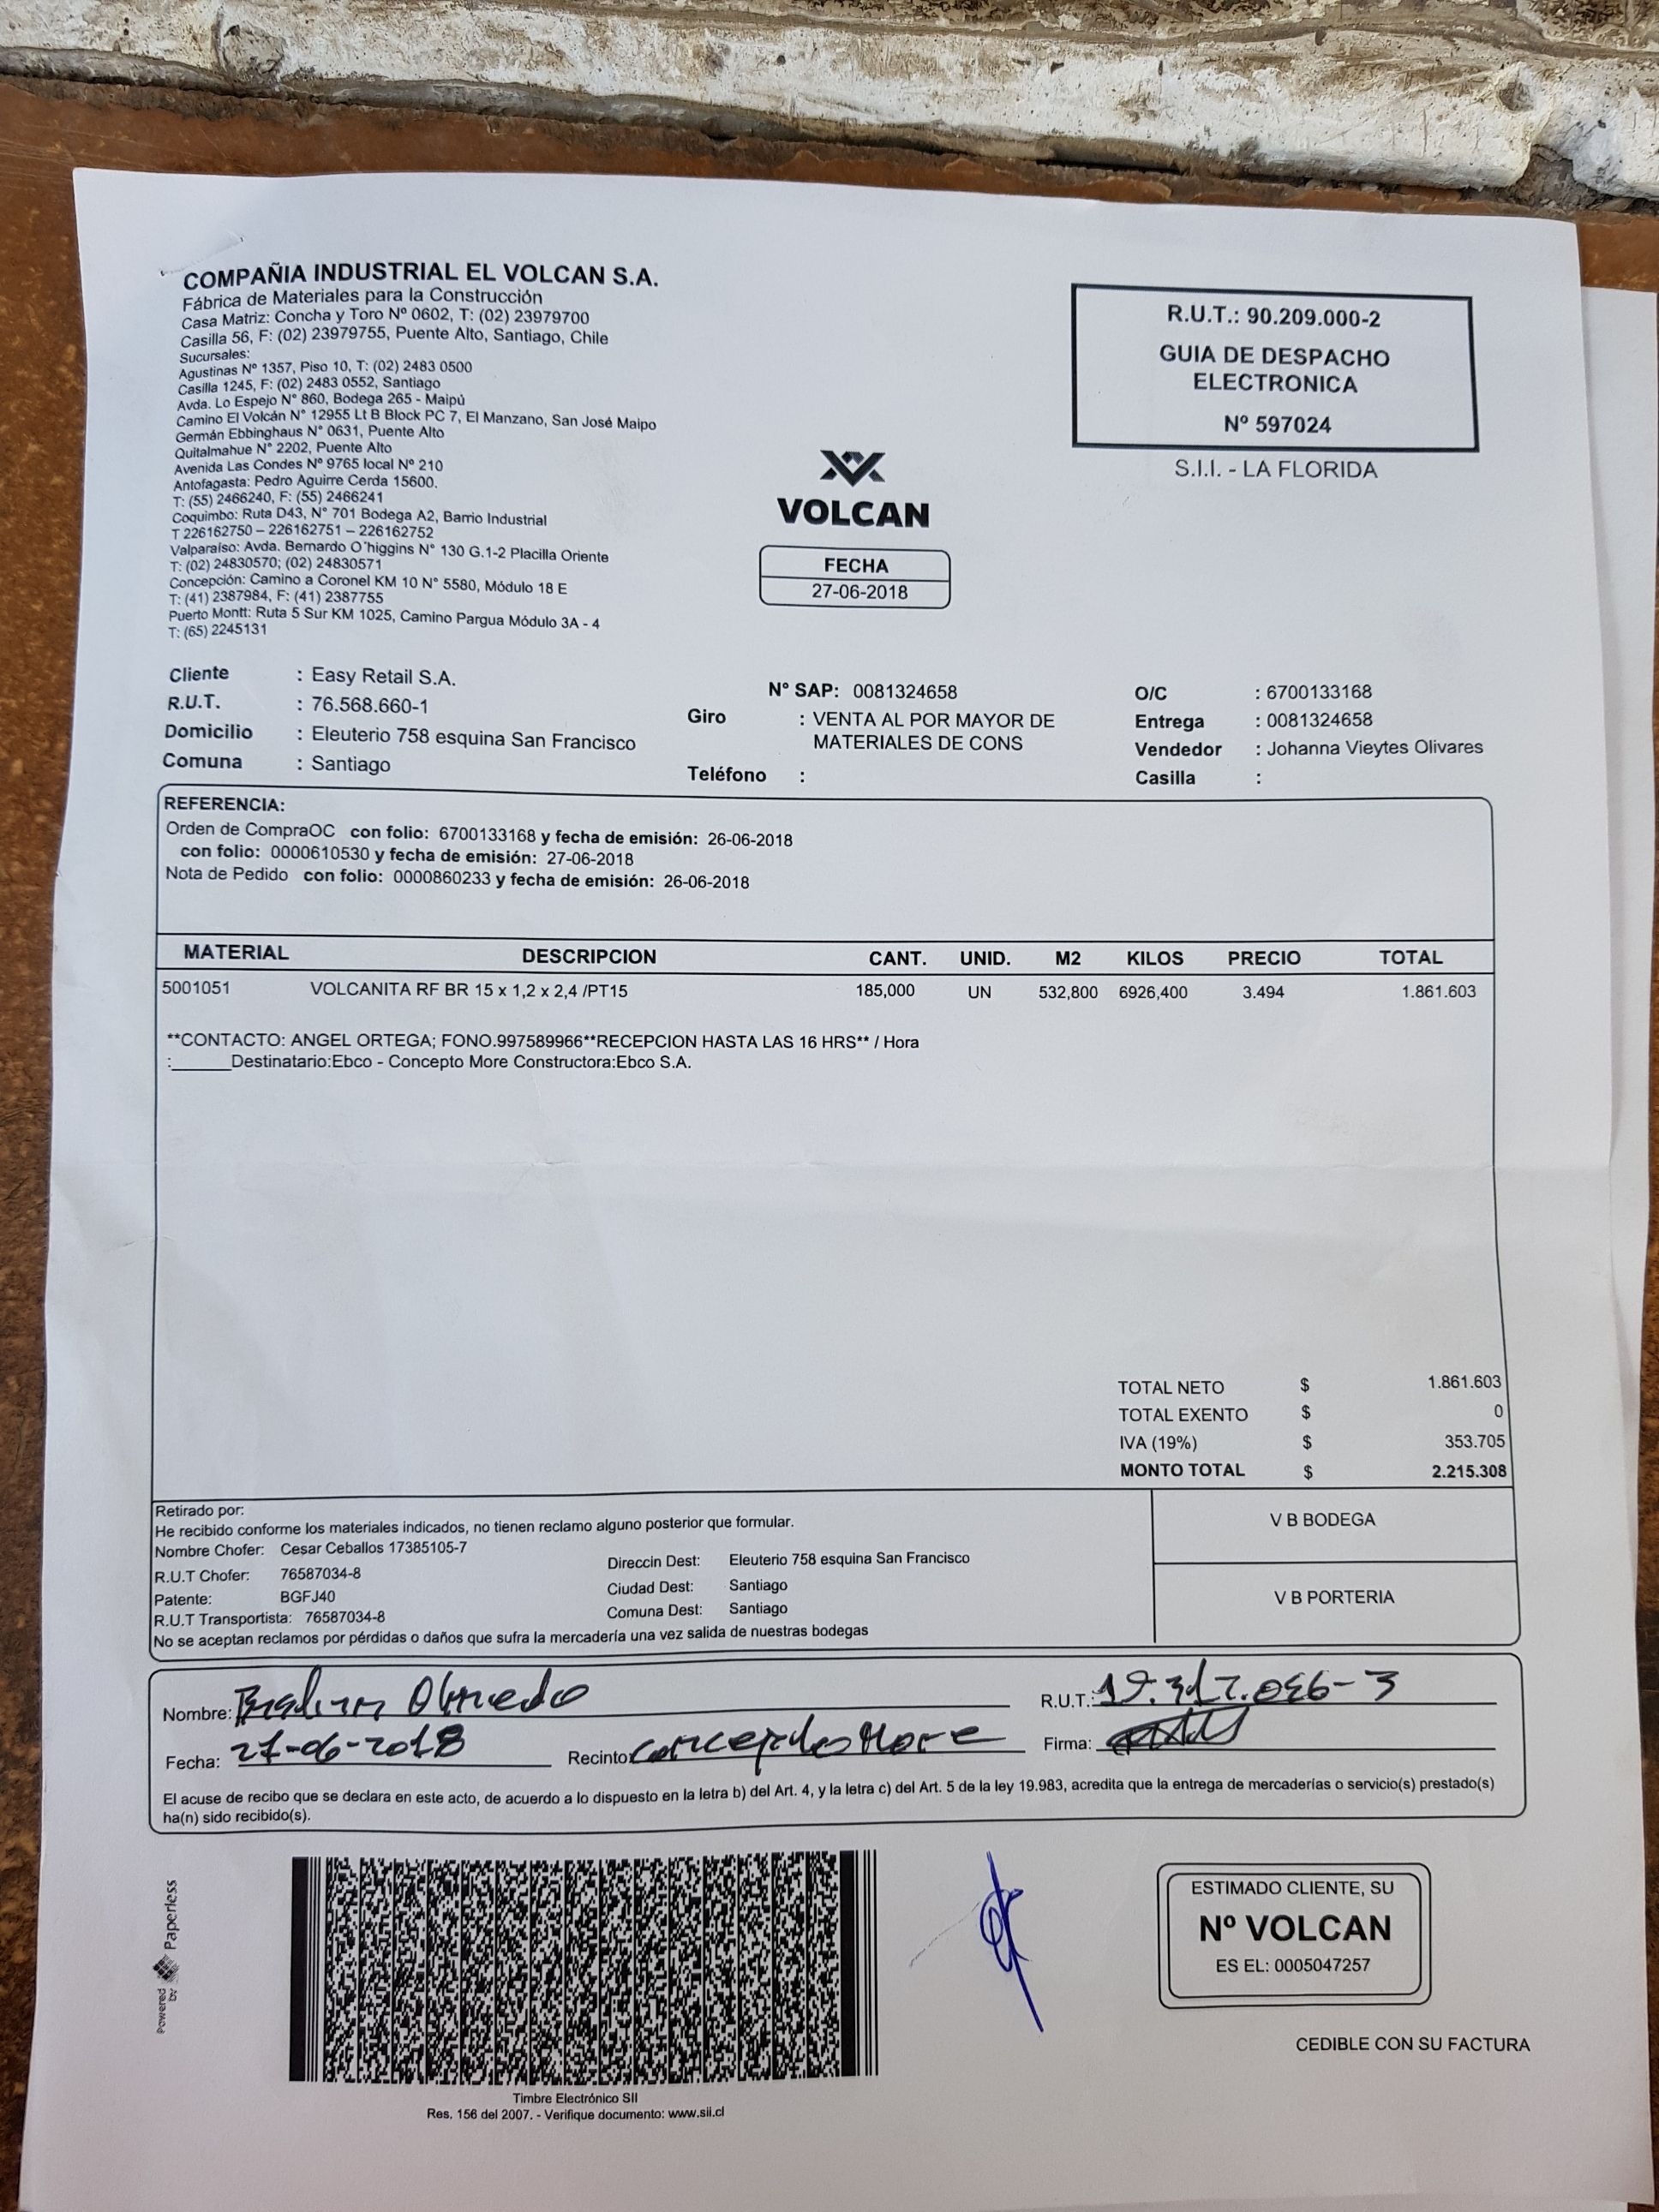 COMPAÑIA INDUSTRIAL EL VOLCAN S.A.
Fábrica de Materiales para la Construcción
Casa Matriz: Concha y Toro Nº 0602, T: (02) 23979700
Casilla 56, F: (02) 23979755, Puente Alto, Santiago, Chile
Sucursales:
Agustinas Nº 1357, Piso 10, T: (02) 2483 0500
Casilla 1245, F: (02) 2483 0552, Santiago
Avda. Lo Espejo N° 860, Bodega 265 - Maipú
Camino El Volcán N° 12955 Lt B Block PC 7, El Manzano, San José Maipo
Germán Ebbinghaus N° 0631, Puente Alto
Quitalmahue N° 2202, Puente Alto
Avenida Las Condes Nº 9765 local Nº 210
Antofagasta: Pedro Aguirre Cerda 15600.
T: (55) 2466240, F: (55) 2466241
Coquimbo: Ruta D43, N° 701 Bodega A2, Barrio Industrial
T 226162750 – 226162751 – 226162752
Valparaíso: Avda. Bernardo O´higgins N° 130 G.1-2 Placilla Oriente
T: (02) 24830570; (02) 24830571
Concepción: Camino a Coronel KM 10 N° 5580, Módulo 18 E
T: (41) 2387984, F: (41) 2387755
Puerto Montt: Ruta 5 Sur KM 1025, Camino Pargua Módulo 3A - 4
T: (65) 2245131
R.U.T.: 90.209.000-2
GUIA DE DESPACHO
ELECTRONICA
Nº 597024
S.I.I. - LA FLORIDA
VOLCAN
FECHA
27-06-2018
Cliente : Easy Retail S.A.
R.U.T. : 76.568.660-1
Domicilio : Eleuterio 758 esquina San Francisco
Comuna : Santiago
N° SAP: 0081324658
Giro : VENTA AL POR MAYOR DE
MATERIALES DE CONS
Teléfono :
O/C : 6700133168
Entrega : 0081324658
Vendedor : Johanna Vieytes Olivares
Casilla :
REFERENCIA:
Orden de CompraOC con folio: 6700133168 y fecha de emisión: 26-06-2018
con folio: 0000610530 y fecha de emisión: 27-06-2018
Nota de Pedido con folio: 0000860233 y fecha de emisión: 26-06-2018
MATERIAL DESCRIPCION CANT. UNID. M2 KILOS PRECIO TOTAL
5001051 VOLCANITA RF BR 15 x 1,2 x 2,4 /PT15 185,000 UN 532,800 6926,400 3.494 1.861.603
**CONTACTO: ANGEL ORTEGA; FONO.997589966**RECEPCION HASTA LAS 16 HRS** / Hora
:______Destinatario:Ebco - Concepto More Constructora:Ebco S.A.
TOTAL NETO $ 1.861.603
TOTAL EXENTO $ 0
IVA (19%) $ 353.705
MONTO TOTAL $ 2.215.308
Retirado por:
He recibido conforme los materiales indicados, no tienen reclamo alguno posterior que formular.
Nombre Chofer: Cesar Ceballos 17385105-7
R.U.T Chofer: 76587034-8
Patente: BGFJ40
R.U.T Transportista: 76587034-8
Direccin Dest: Eleuterio 758 esquina San Francisco
Ciudad Dest: Santiago
Comuna Dest: Santiago
No se aceptan reclamos por pérdidas o daños que sufra la mercadería una vez salida de nuestras bodegas
V B BODEGA
V B PORTERIA
Nombre: Olmedo
R.U.T.:
Fecha: 27-06-2018
Recinto: concepto More
Firma:
El acuse de recibo que se declara en este acto, de acuerdo a lo dispuesto en la letra b) del Art. 4, y la letra c) del Art. 5 de la ley 19.983, acredita que la entrega de mercaderías o servicio(s) prestado(s)
ha(n) sido recibido(s).
Powered by Paperless
Timbre Electrónico SII
Res. 156 del 2007. - Verifique documento: www.sii.cl
ESTIMADO CLIENTE, SU
Nº VOLCAN
ES EL: 0005047257
CEDIBLE CON SU FACTURA